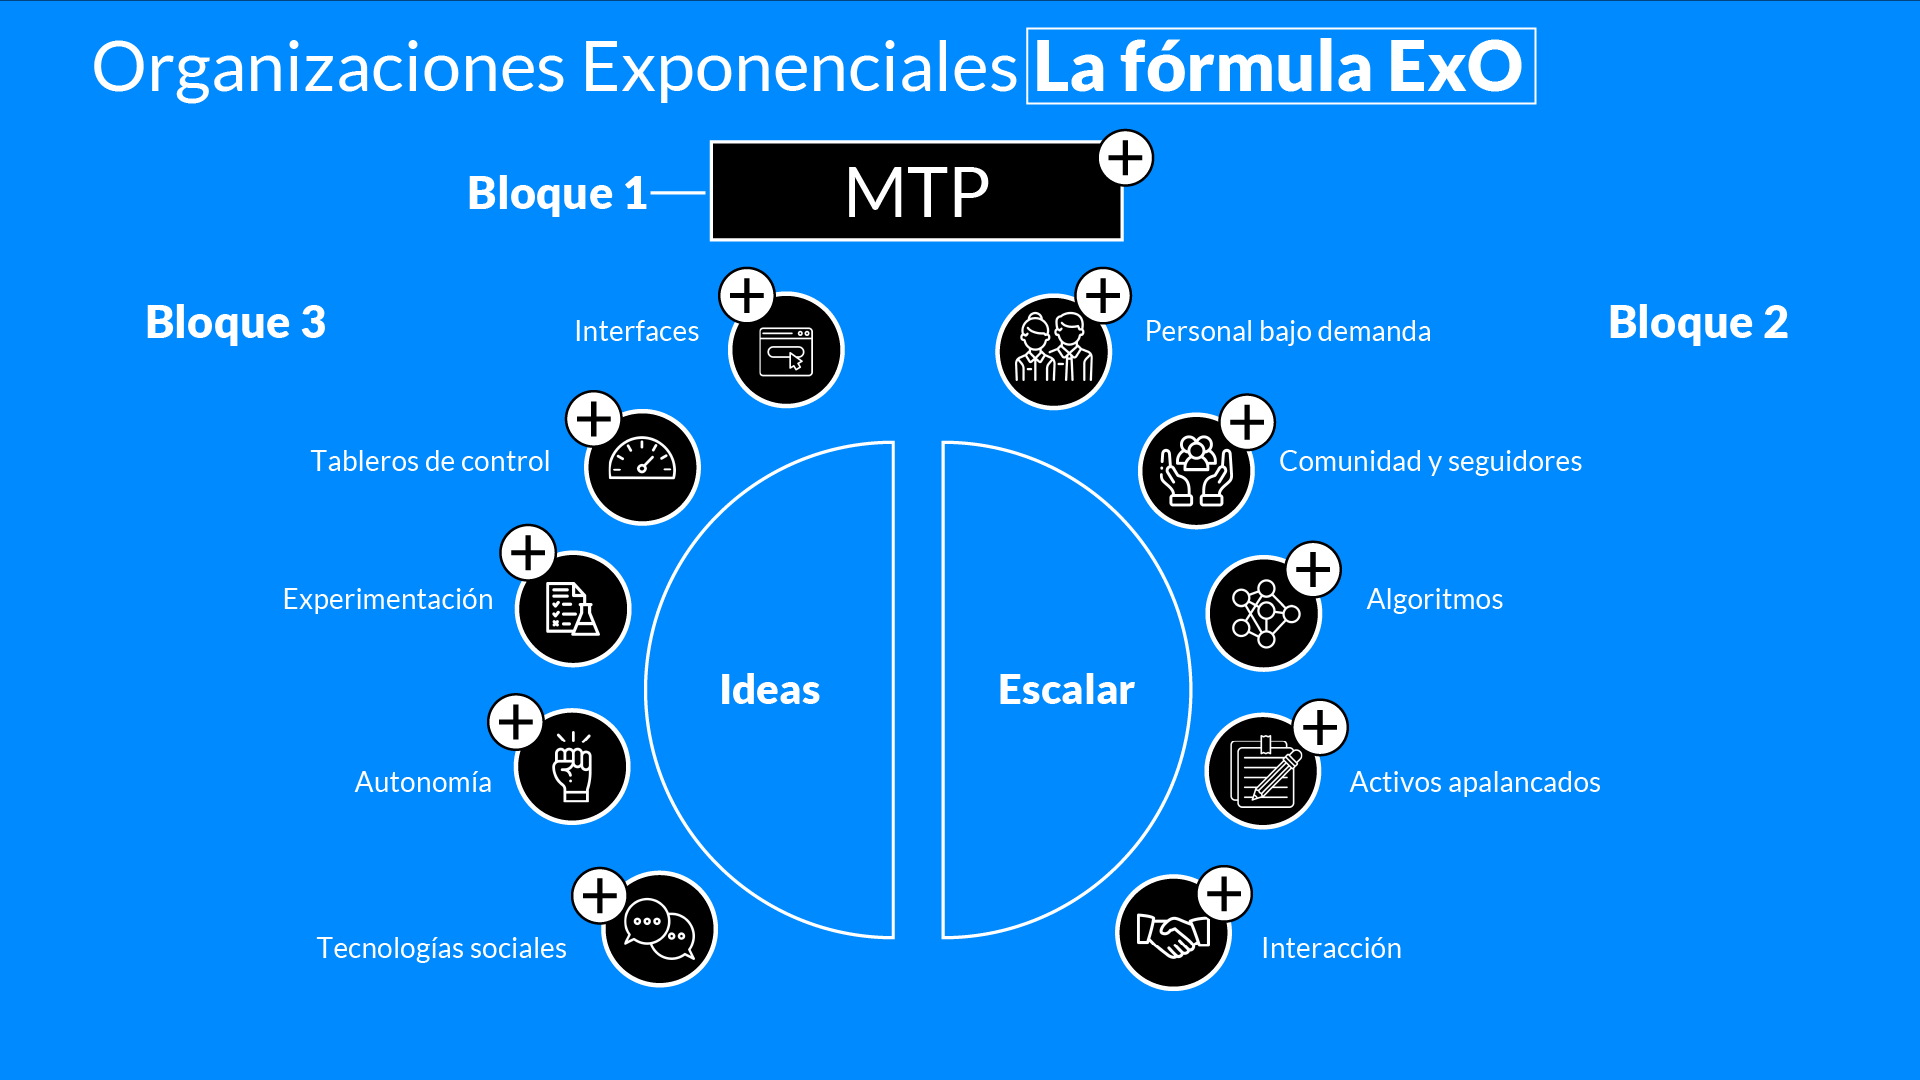 Organizaciones Exponenciales La fórmula ExO
Bloque 1
MTP
Bloque 3
Interfaces
Tableros de control
Experimentación
Autonomía
Tecnologías sociales
Ideas
Bloque 2
Personal bajo demanda
Comunidad y seguidores
Algoritmos
Activos apalancados
Interacción
Escalar